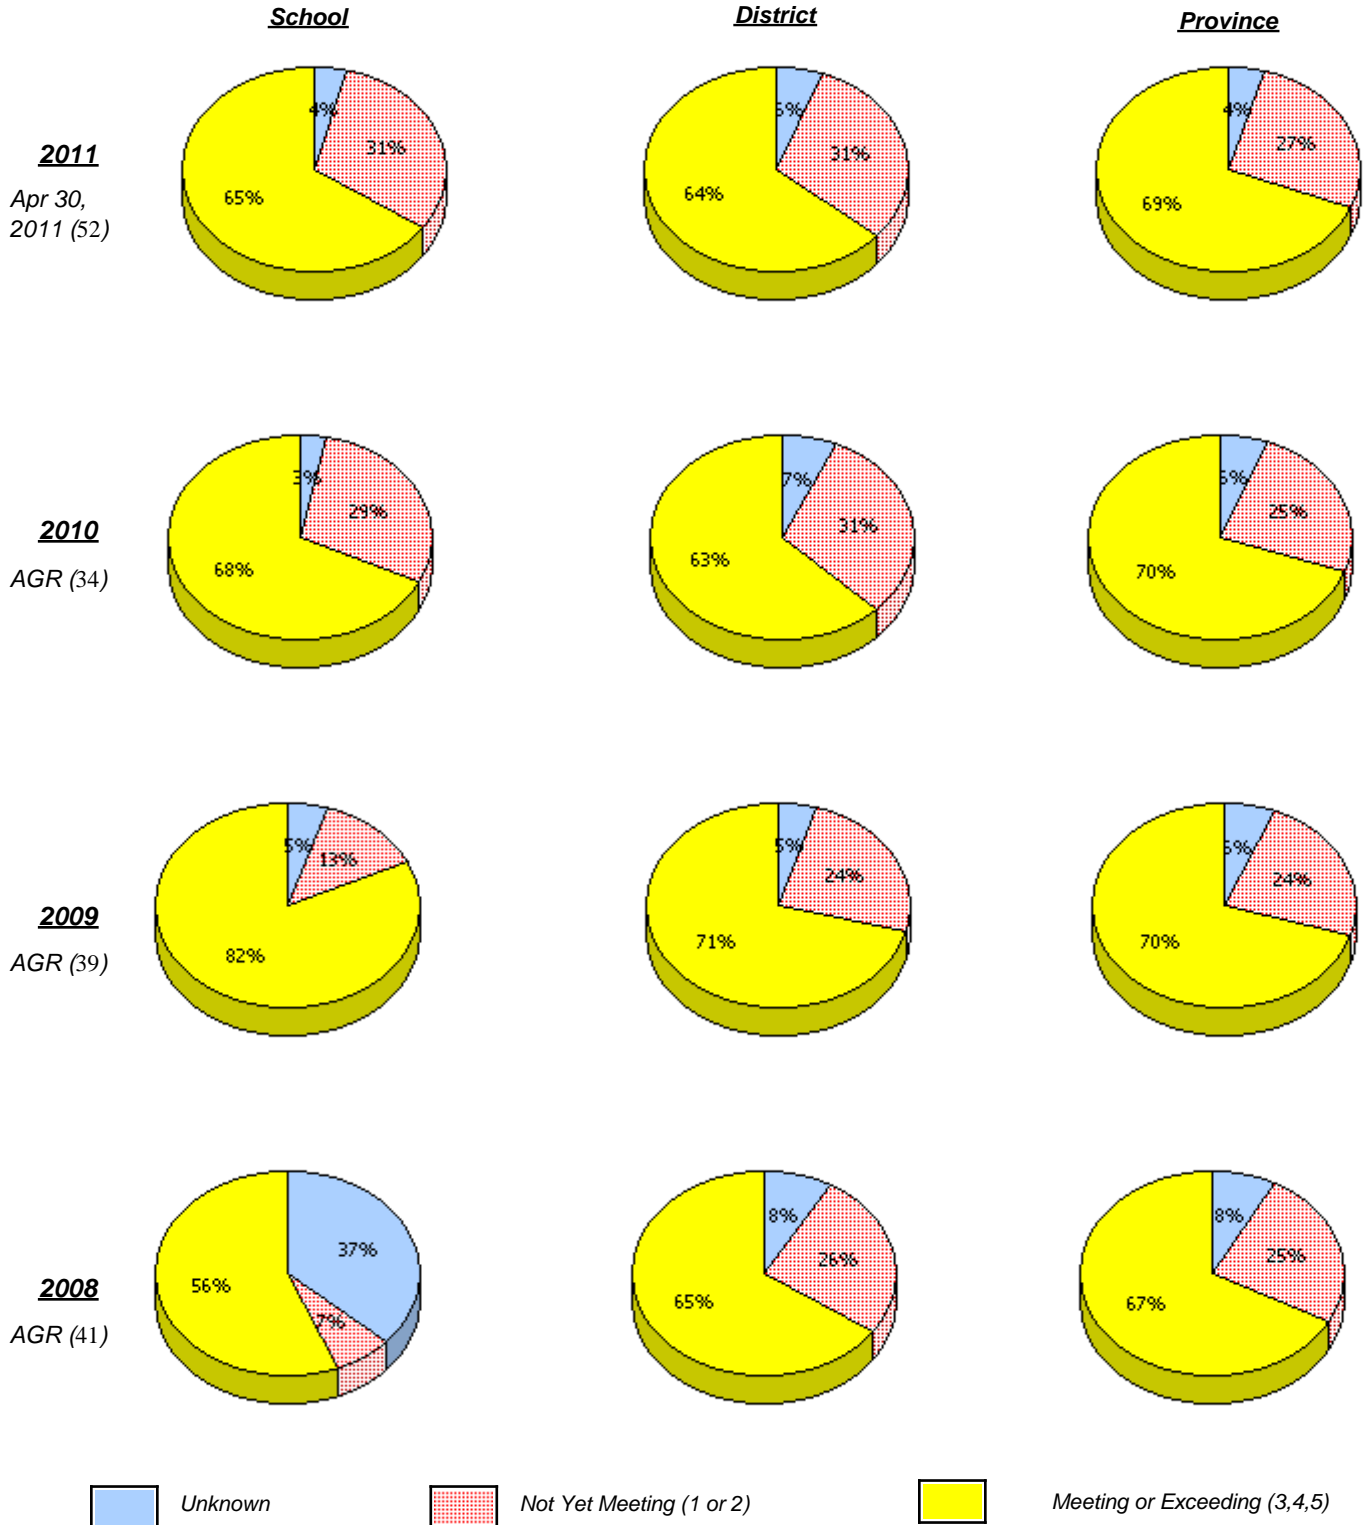 School District Province
2011
Apr 30,
2011 (52)
4% 31% 65%
6% 31% 64%
4% 27% 69%
2010
AGR (34)
3% 29% 68%
7% 31% 63%
6% 25% 70%
2009
AGR (39)
5% 13% 82%
5% 24% 71%
6% 24% 70%
2008
AGR (41)
37% 7% 56%
8% 26% 65%
8% 25% 67%
Unknown Not Yet Meeting (1 or 2) Meeting or Exceeding (3,4,5)